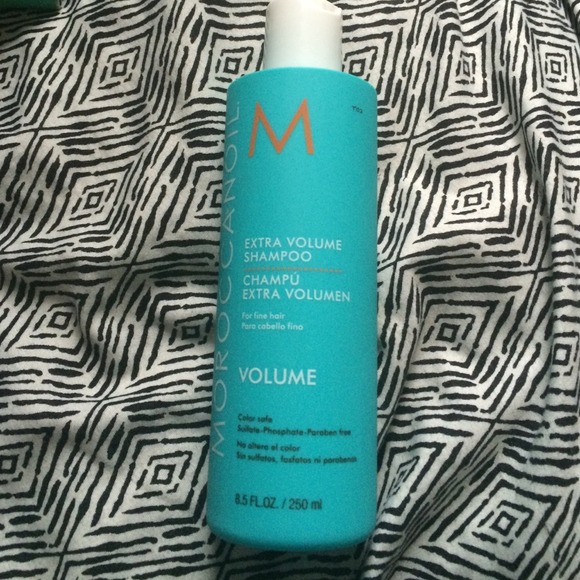 M
MOROCCANOIL
EXTRA VOLUME
SHAMPOO
CHAMPÚ
EXTRA VOLUMEN
For fine hair
Para cabello fino
VOLUME
Color safe
Sulfate-Phosphate-Paraben free
No altera el color
Sin sulfatos, fosfatos ni parabenos
8.5 FL.OZ. / 250 ml